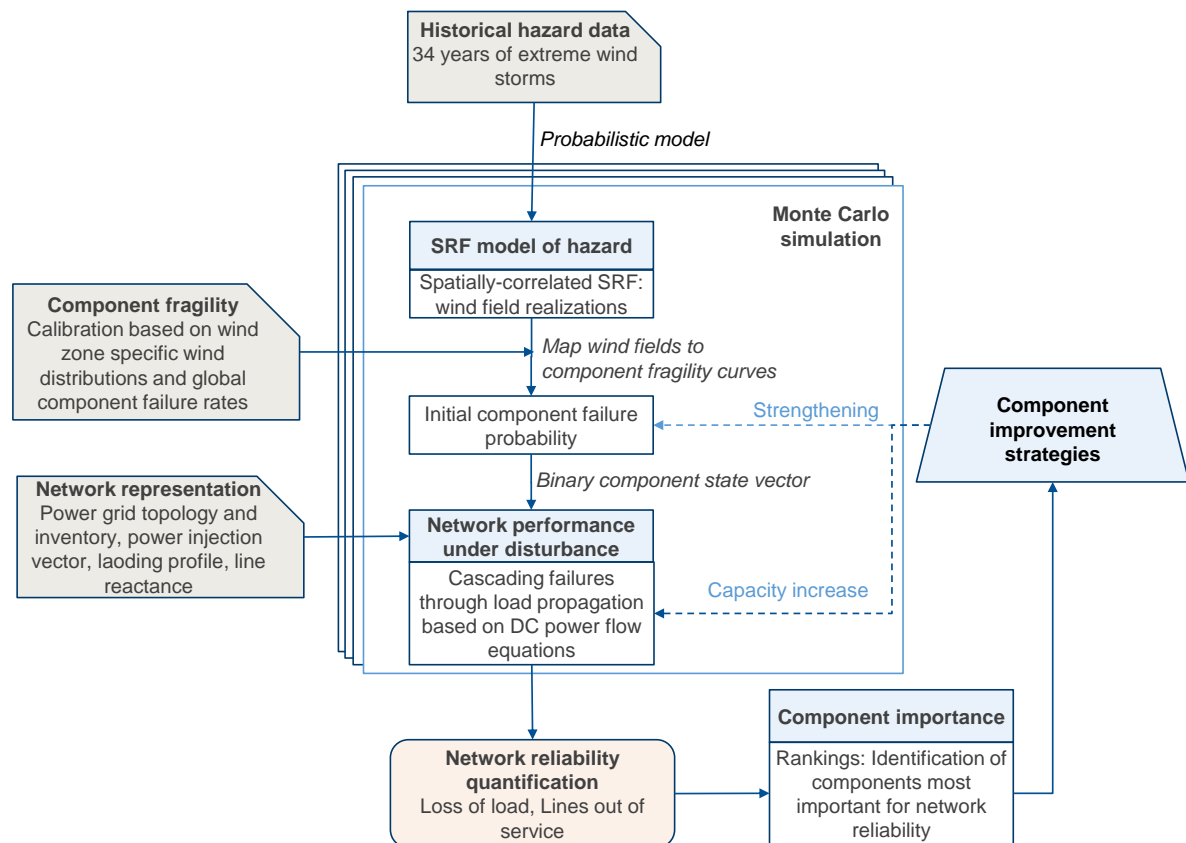 Historical hazard data
34 years of extreme wind
storms
Probabilistic model
Monte Carlo
simulation
SRF model of hazard
Spatially-correlated SRF:
wind field realizations
Component fragility
Calibration based on wind
zone specific wind
distributions and global
component failure rates
Map wind fields to
component fragility curves
Initial component failure
probability
Strengthening
Component
improvement
strategies
Binary component state vector
Network representation
Power grid topology and
inventory, power injection
vector, laoding profile, line
reactance
Network performance
under disturbance
Cascading failures
through load propagation
based on DC power flow
equations
Capacity increase
Network reliability
quantification
Loss of load, Lines out of
service
Component importance
Rankings: Identification of
components most
important for network
reliability